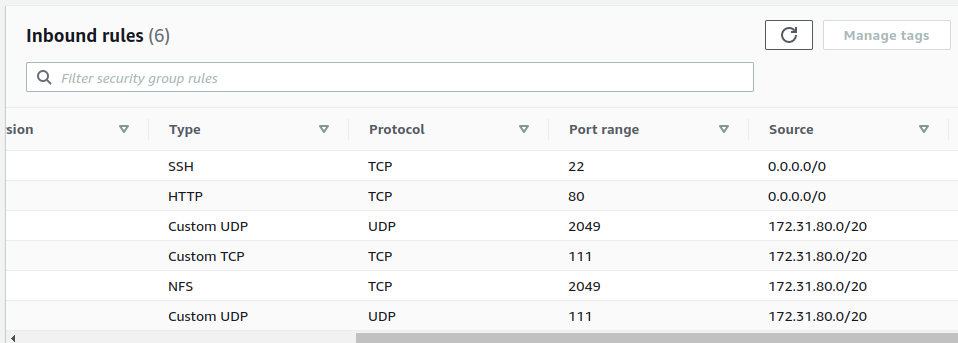 Inbound rules (6)
Manage tags
Filter security group rules
sion Type Protocol Port range Source
SSH TCP 22 0.0.0.0/0
HTTP TCP 80 0.0.0.0/0
Custom UDP UDP 2049 172.31.80.0/20
Custom TCP TCP 111 172.31.80.0/20
NFS TCP 2049 172.31.80.0/20
Custom UDP UDP 111 172.31.80.0/20